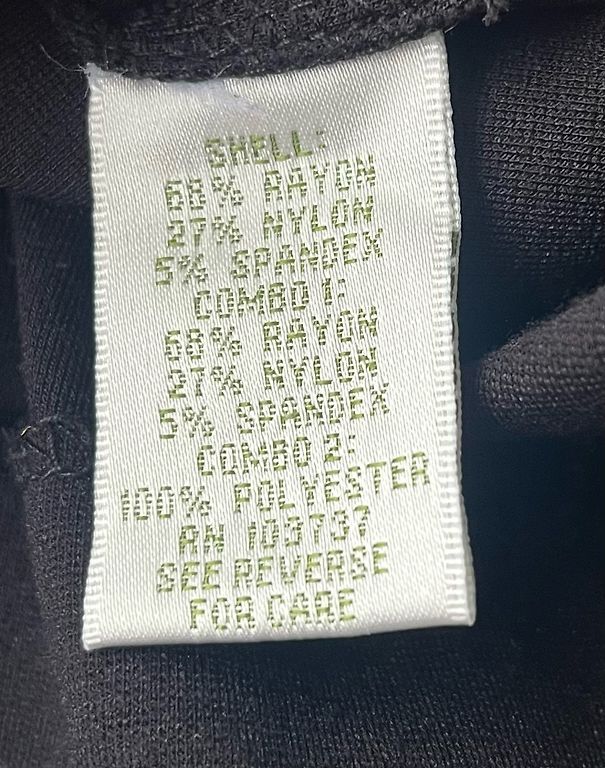 SHELL:
68% RAYON
27% NYLON
5% SPANDEX
COMBO 1:
68% RAYON
27% NYLON
5% SPANDEX
COMBO 2:
100% POLYESTER
RN 103737
SEE REVERSE
FOR CARE